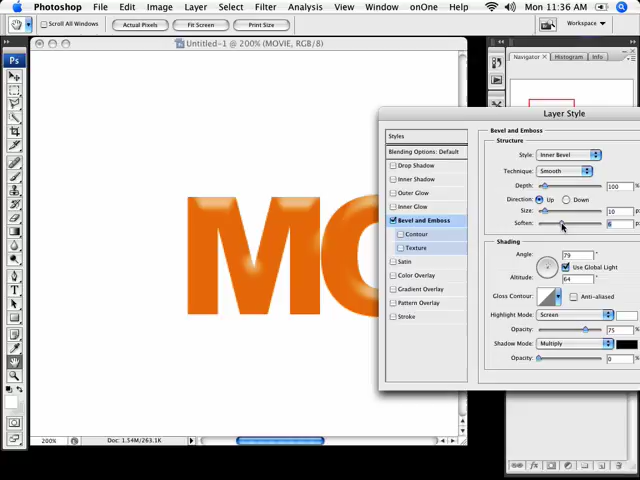 Photoshop File Edit Image Layer Select Filter Analysis View Window onOne Help Mon 11:36 AM
Scroll All Windows Actual Pixels Fit Screen Print Size Workspace
Untitled-1 @ 200% (MOVIE, RGB/8)
Ps
Navigator × Histogram Info
Layer Style
Styles
Blending Options: Default
Drop Shadow
Inner Shadow
Outer Glow
Inner Glow
Bevel and Emboss
Contour
Texture
Satin
Color Overlay
Gradient Overlay
Pattern Overlay
Stroke
Bevel and Emboss
Structure
Style: Inner Bevel
Technique: Smooth
Depth: 100 %
Direction: Up Down
Size: 10
Soften: 6
Shading
Angle: 79 °
Use Global Light
Altitude: 64 °
Gloss Contour: Anti-aliased
Highlight Mode: Screen
Opacity: 75
Shadow Mode: Multiply
Opacity: 0
MO
200% Doc: 1.54M/263.1K